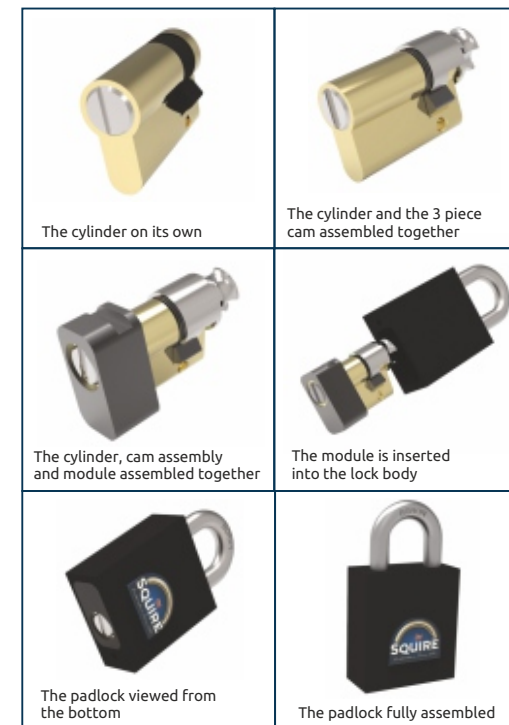 The cylinder on its own
The cylinder and the 3 piece
cam assembled together
The cylinder, cam assembly
and module assembled together
The module is inserted
into the lock body
SQUIRE
The padlock viewed from
the bottom
SQUIRE
The padlock fully assembled